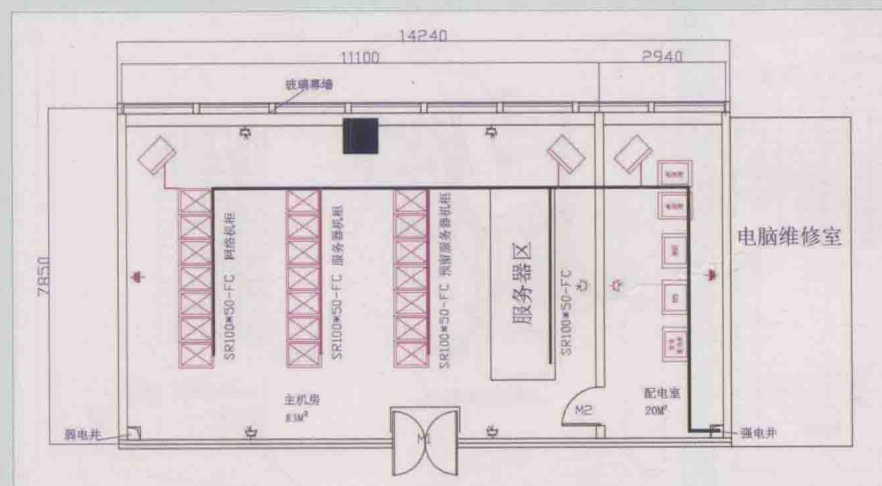 14240
11100
2940
玻璃幕墙
7850
SR100*50-FC 网络机柜
SR100*50-FC 服务器机柜
SR100*50-FC 预留服务器机柜
服务器区
SR100*50-FC
电脑维修室
主机房
83M²
配电室
20M²
M2
M1
弱电井
强电井